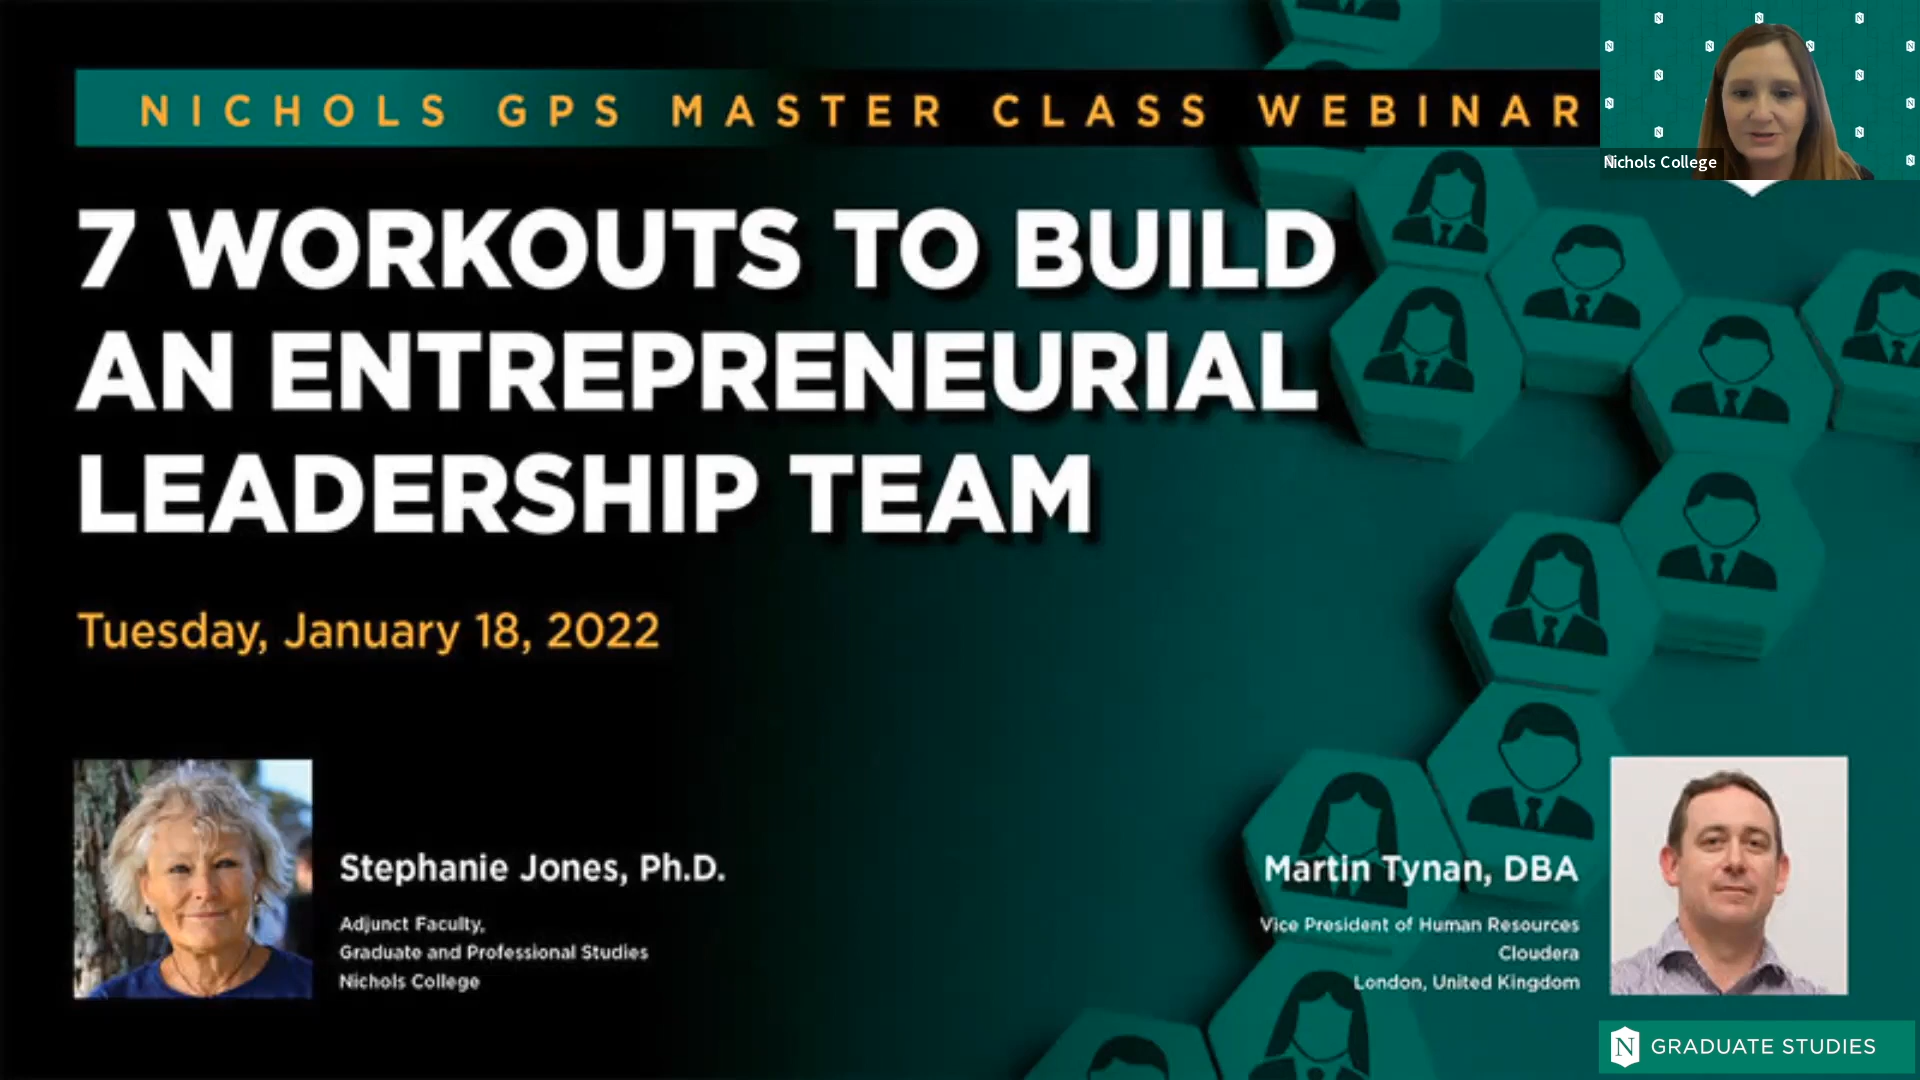 NICHOLS GPS MASTER CLASS WEBINAR
Nichols College
7 WORKOUTS TO BUILD
AN ENTREPRENEURIAL
LEADERSHIP TEAM
Tuesday, January 18, 2022
Stephanie Jones, Ph.D.
Adjunct Faculty,
Graduate and Professional Studies
Nichols College
Martin Tynan, DBA
Vice President of Human Resources
Cloudera
London, United Kingdom
N GRADUATE STUDIES